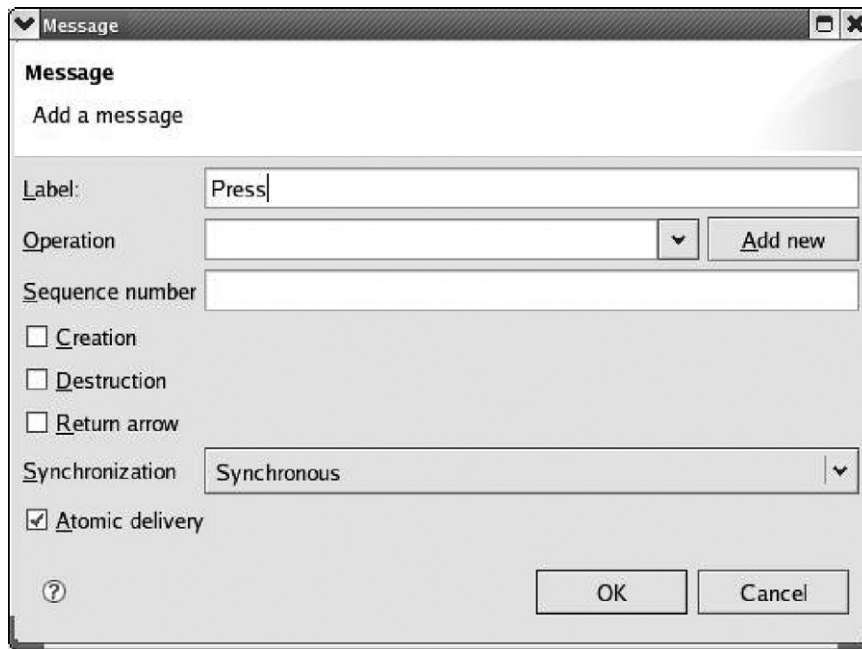 Message
Message
Add a message
Label: Press
Operation Add new
Sequence number
Creation
Destruction
Return arrow
Synchronization Synchronous
Atomic delivery
? OK Cancel